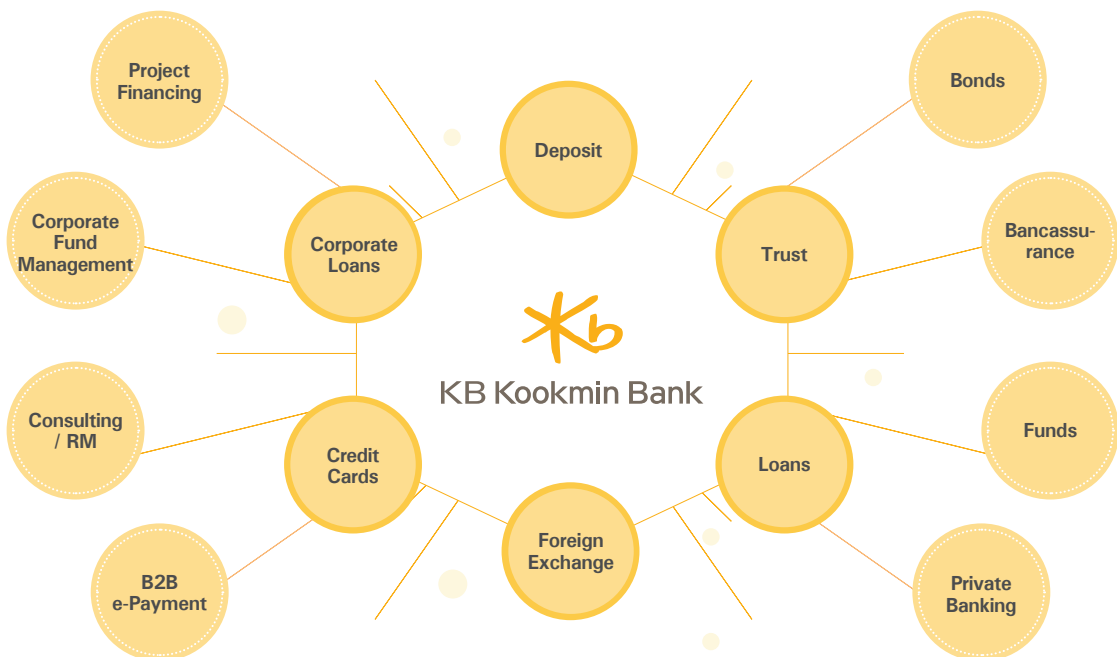 Project
Financing
Bonds
Deposit
Corporate
Fund
Management
Corporate
Loans
Trust
Bancassu-
rance
Kb
KB Kookmin Bank
Consulting
/ RM
Credit
Cards
Loans
Funds
Foreign
Exchange
B2B
e-Payment
Private
Banking